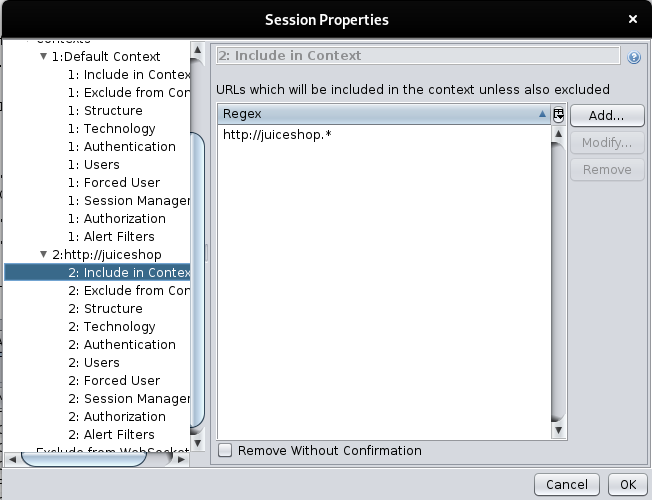 Session Properties
contexts
1:Default Context
1: Include in Contex
1: Exclude from Con
1: Structure
1: Technology
1: Authentication
1: Users
1: Forced User
1: Session Manager
1: Authorization
1: Alert Filters
2:http://juiceshop
2: Include in Contex
2: Exclude from Con
2: Structure
2: Technology
2: Authentication
2: Users
2: Forced User
2: Session Manager
2: Authorization
2: Alert Filters
Exclude from WebSocket
2: Include in Context
URLs which will be included in the context unless also excluded
Regex
http://juiceshop.*
Add...
Modify...
Remove
Remove Without Confirmation
Cancel
OK